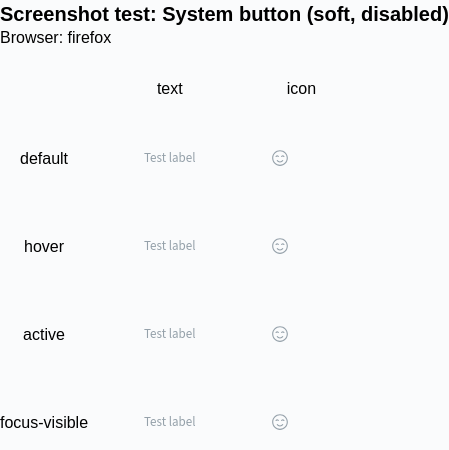 Screenshot test: System button (soft, disabled)
Browser: firefox
text icon
default Test label
hover Test label
active Test label
focus-visible Test label